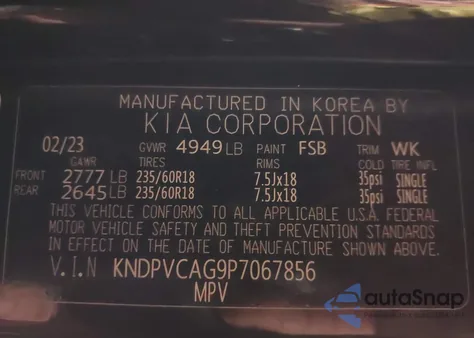 MANUFACTURED IN KOREA BY
KIA CORPORATION
02/23 GVWR 4949 LB PAINT FSB TRIM WK
GAWR TIRES RIMS COLD TIRE INFL
FRONT 2777 LB 235/60R18 7.5Jx18 35psi SINGLE
REAR 2645 LB 235/60R18 7.5Jx18 35psi SINGLE
THIS VEHICLE CONFORMS TO ALL APPLICABLE U.S.A. FEDERAL
MOTOR VEHICLE SAFETY AND THEFT PREVENTION STANDARDS
IN EFFECT ON THE DATE OF MANUFACTURE SHOWN ABOVE.
V.I.N KNDPVCAG9P7067856
MPV
autaSnap